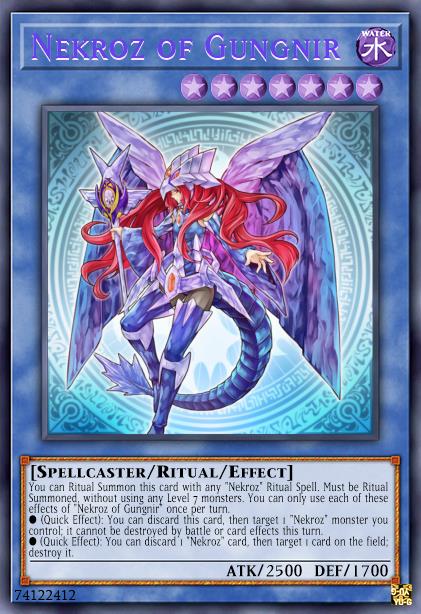 Nekroz of Gungnir
WATER
水
[Spellcaster/Ritual/Effect]
You can Ritual Summon this card with any "Nekroz" Ritual Spell. Must be Ritual
Summoned, without using any Level 7 monsters. You can only use each of these
effects of "Nekroz of Gungnir" once per turn.
● (Quick Effect): You can discard this card, then target 1 "Nekroz" monster you
control; it cannot be destroyed by battle or card effects this turn.
● (Quick Effect): You can discard 1 "Nekroz" card, then target 1 card on the field;
destroy it.
ATK/2500 DEF/1700
74122412